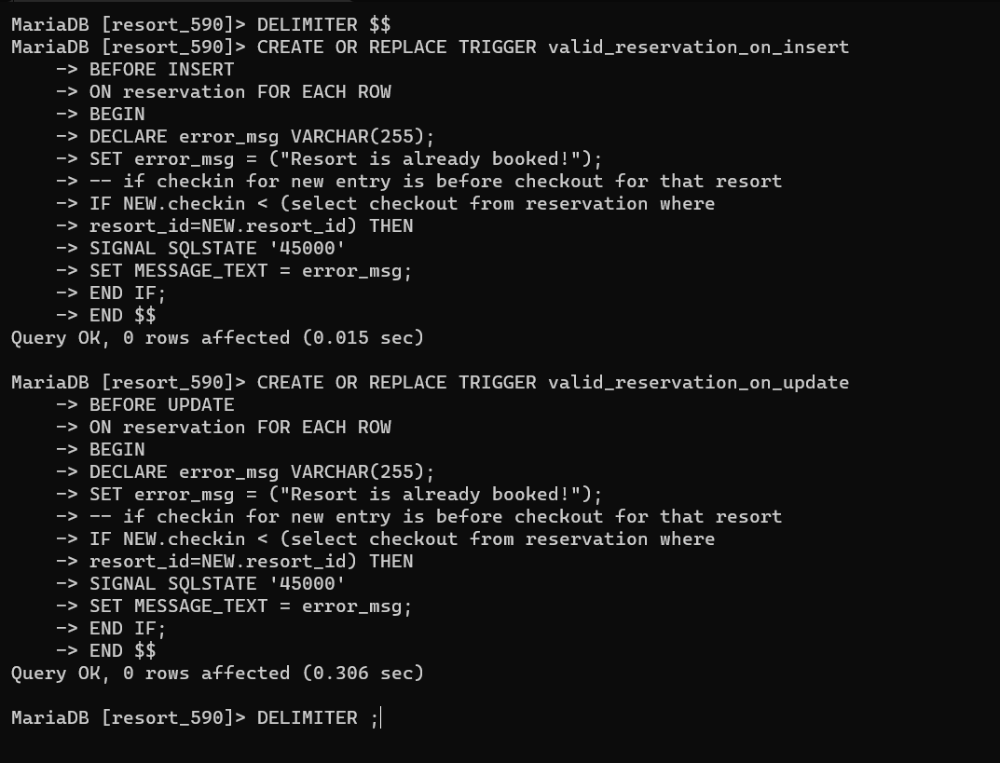 MariaDB [resort_590]> DELIMITER $$
MariaDB [resort_590]> CREATE OR REPLACE TRIGGER valid_reservation_on_insert
    -> BEFORE INSERT
    -> ON reservation FOR EACH ROW
    -> BEGIN
    -> DECLARE error_msg VARCHAR(255);
    -> SET error_msg = ("Resort is already booked!");
    -> -- if checkin for new entry is before checkout for that resort
    -> IF NEW.checkin < (select checkout from reservation where
    -> resort_id=NEW.resort_id) THEN
    -> SIGNAL SQLSTATE '45000'
    -> SET MESSAGE_TEXT = error_msg;
    -> END IF;
    -> END $$
Query OK, 0 rows affected (0.015 sec)

MariaDB [resort_590]> CREATE OR REPLACE TRIGGER valid_reservation_on_update
    -> BEFORE UPDATE
    -> ON reservation FOR EACH ROW
    -> BEGIN
    -> DECLARE error_msg VARCHAR(255);
    -> SET error_msg = ("Resort is already booked!");
    -> -- if checkin for new entry is before checkout for that resort
    -> IF NEW.checkin < (select checkout from reservation where
    -> resort_id=NEW.resort_id) THEN
    -> SIGNAL SQLSTATE '45000'
    -> SET MESSAGE_TEXT = error_msg;
    -> END IF;
    -> END $$
Query OK, 0 rows affected (0.306 sec)

MariaDB [resort_590]> DELIMITER ;